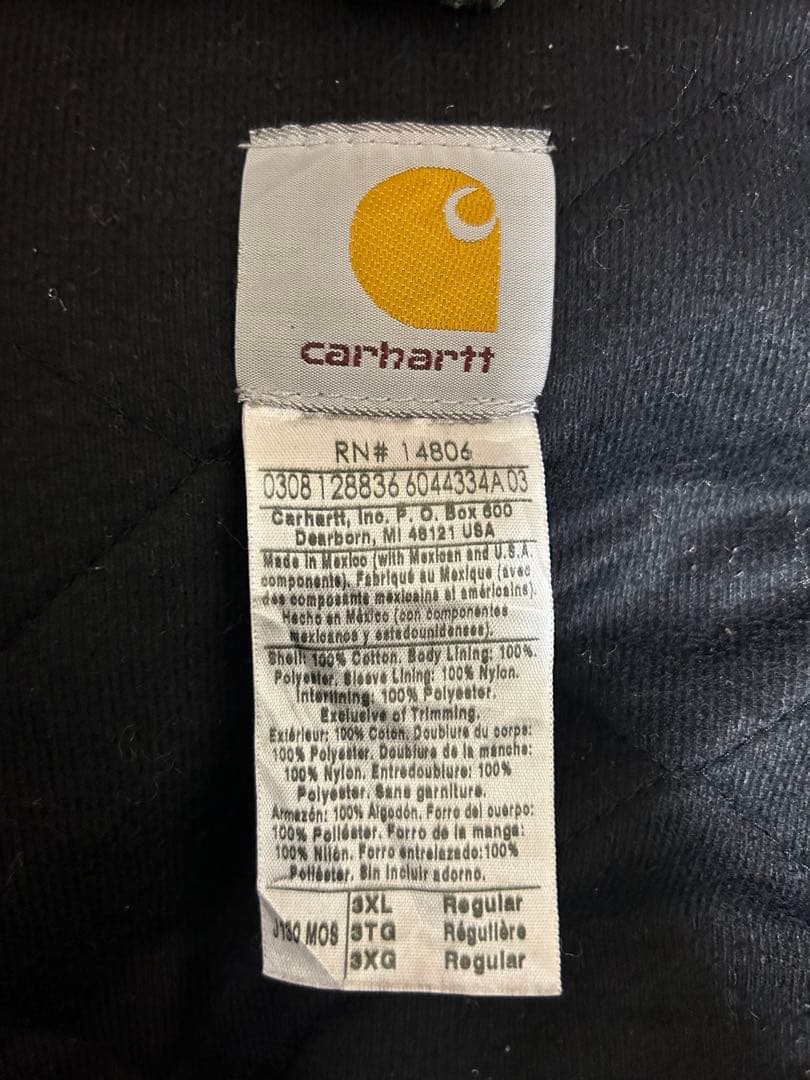 carhartt
RN# 14806
0308 128836 6044334A 03
Carhartt, Inc. P. O. Box 600
Dearborn, MI 48121 USA
Made in Mexico (with Mexican and U.S.A.
components). Fabriqué au Mexique (avec
des composants mexicains et américains).
Hecho en México (con componentes
mexicanos y estadounidenses).
Shell: 100% Cotton. Body Lining: 100%.
Polyester. Sleeve Lining: 100% Nylon.
Interlining: 100% Polyester.
Exclusive of Trimming.
Extérieur: 100% Coton. Doublure du corps:
100% Polyester. Doublure de la manche:
100% Nylon. Entredoublure: 100%
Polyester. Sans garniture.
Armazón: 100% Algodón. Forro del cuerpo:
100% Poliéster. Forro de la manga:
100% Nilón. Forro entrelazado:100%
Poliéster. Sin incluir adorno.
J130 MOS
3XL Regular
3TG Régulière
3XG Regular